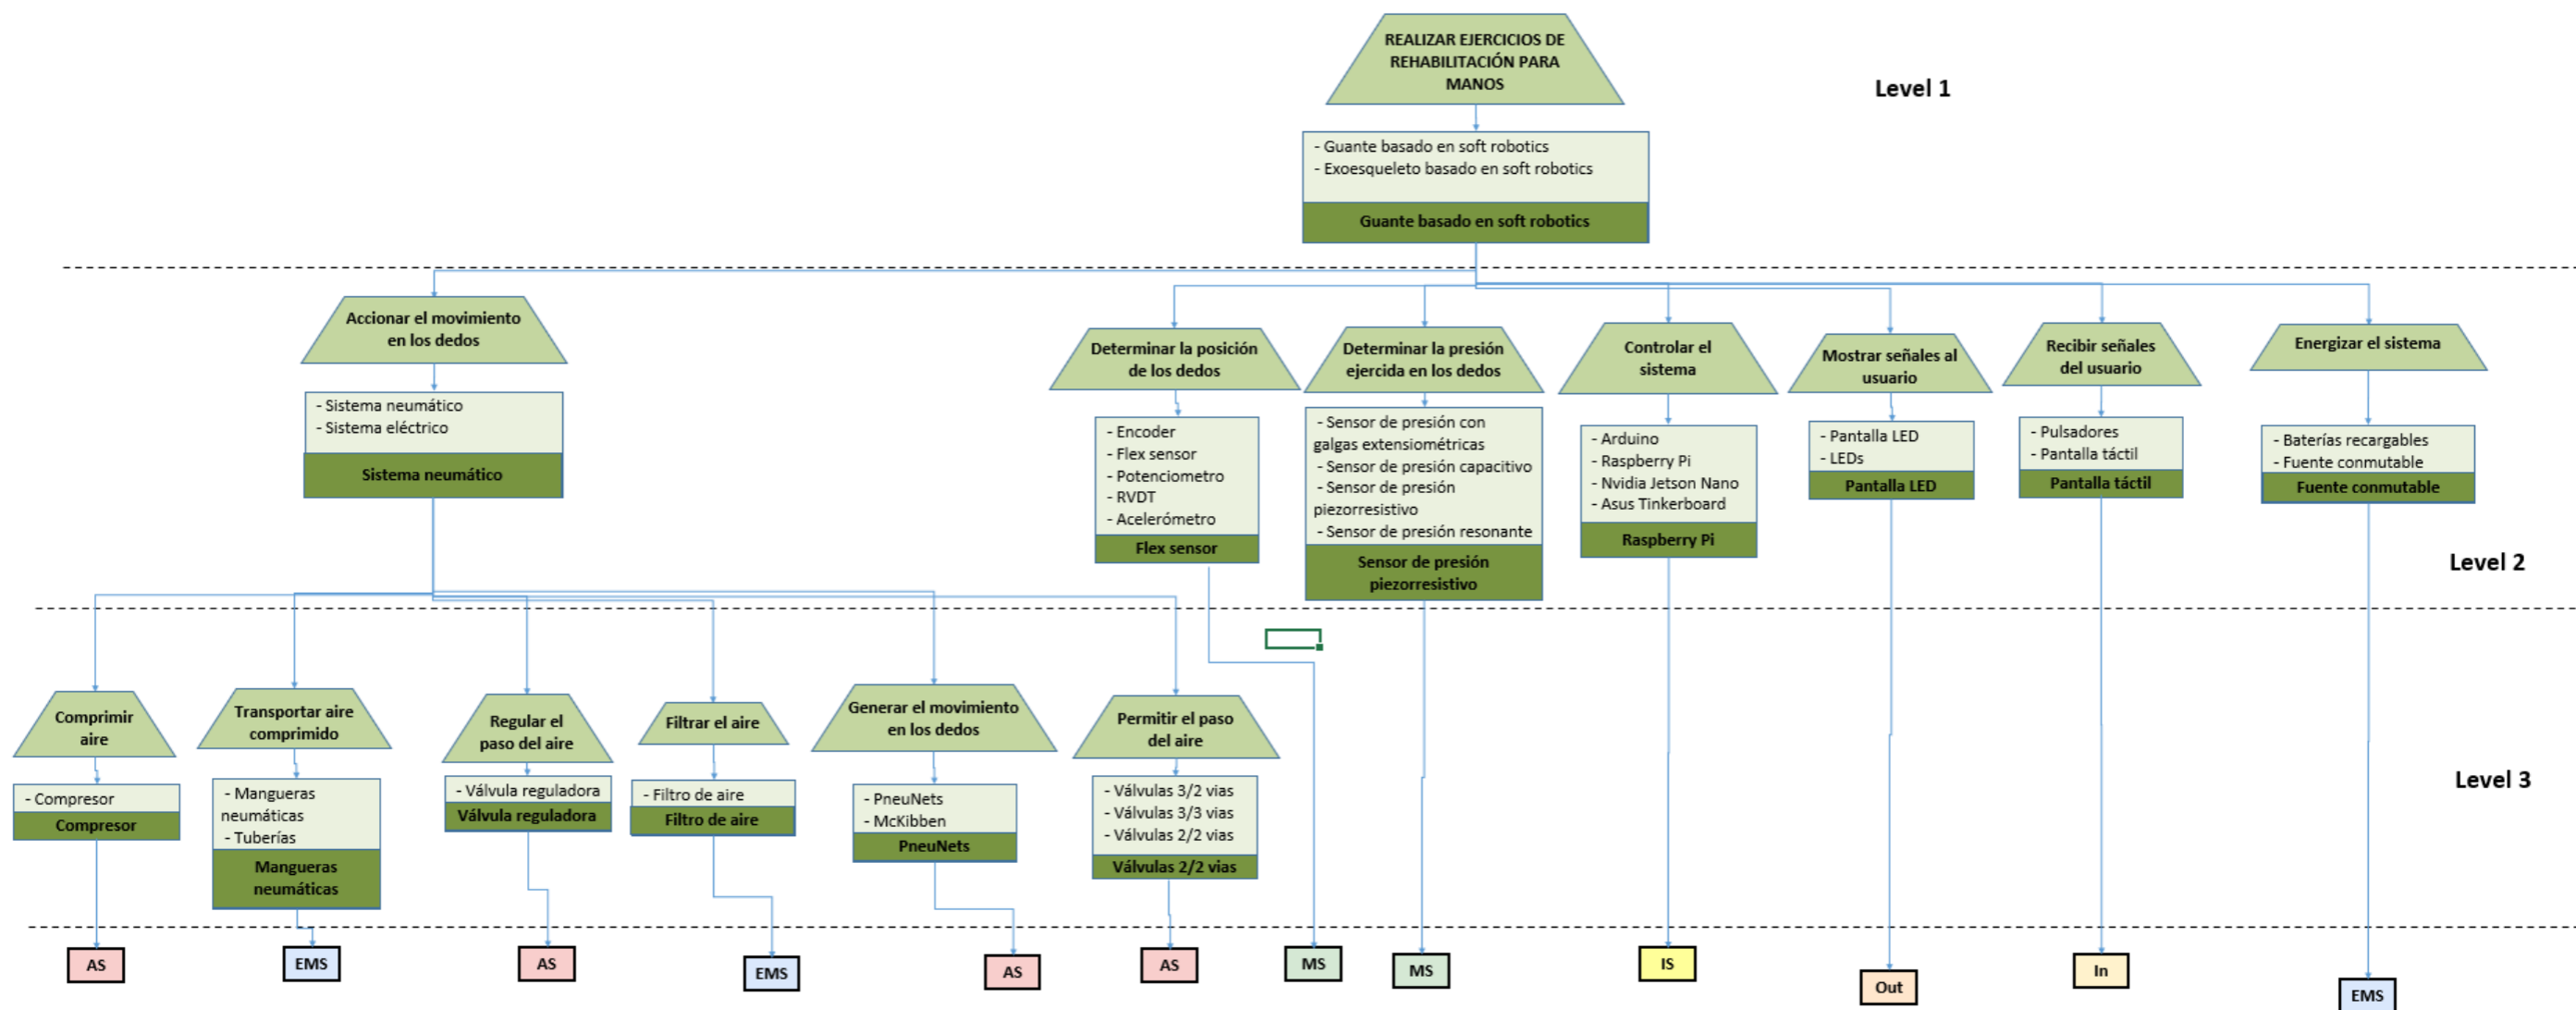 REALIZAR EJERCICIOS DE
REHABILITACIÓN PARA
MANOS
Level 1
- Guante basado en soft robotics
- Exoesqueleto basado en soft robotics
Guante basado en soft robotics
Accionar el movimiento
en los dedos
- Sistema neumático
- Sistema eléctrico
Sistema neumático
Determinar la posición
de los dedos
- Encoder
- Flex sensor
- Potenciometro
- RVDT
- Acelerómetro
Flex sensor
Determinar la presión
ejercida en los dedos
- Sensor de presión con
galgas extensiométricas
- Sensor de presión capacitivo
- Sensor de presión
piezorresistivo
- Sensor de presión resonante
Sensor de presión
piezorresistivo
Controlar el
sistema
- Arduino
- Raspberry Pi
- Nvidia Jetson Nano
- Asus Tinkerboard
Raspberry Pi
Mostrar señales al
usuario
- Pantalla LED
- LEDs
Pantalla LED
Recibir señales
del usuario
- Pulsadores
- Pantalla táctil
Pantalla táctil
Energizar el sistema
- Baterías recargables
- Fuente conmutable
Fuente conmutable
Level 2
Comprimir
aire
- Compresor
Compresor
Transportar aire
comprimido
- Mangueras
neumáticas
- Tuberías
Mangueras
neumáticas
Regular el
paso del aire
- Válvula reguladora
Válvula reguladora
Filtrar el aire
- Filtro de aire
Filtro de aire
Generar el movimiento
en los dedos
- PneuNets
- McKibben
PneuNets
Permitir el paso
del aire
- Válvulas 3/2 vias
- Válvulas 3/3 vias
- Válvulas 2/2 vias
Válvulas 2/2 vias
Level 3
AS
EMS
AS
EMS
AS
AS
MS
MS
IS
Out
In
EMS